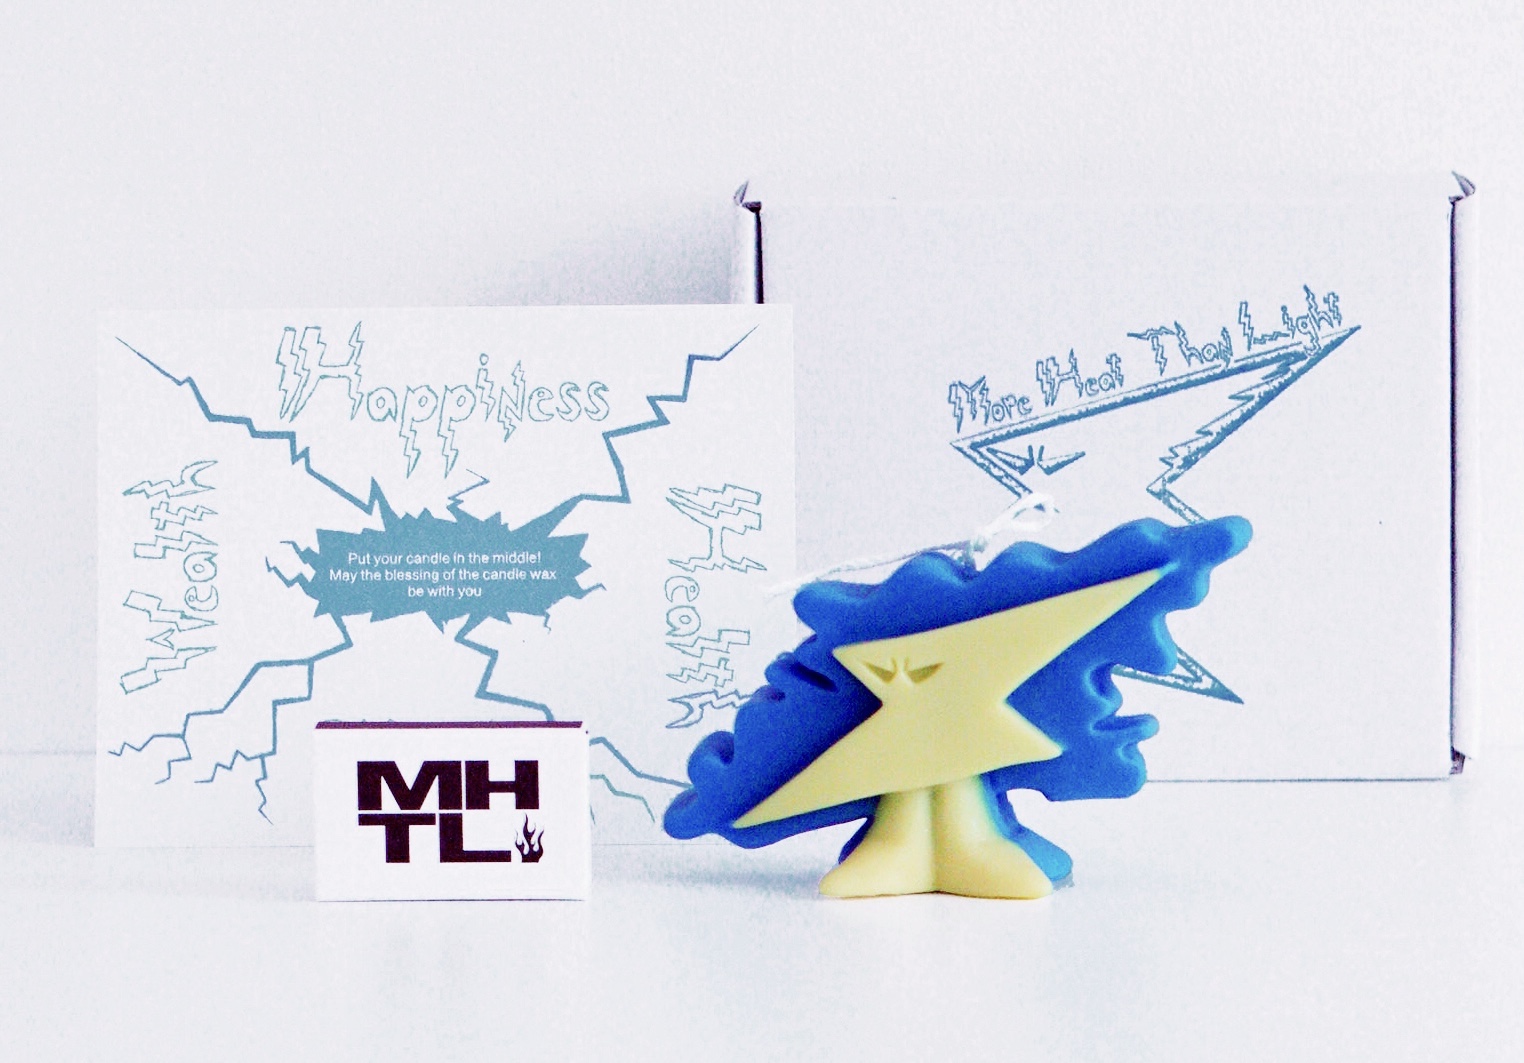 Happiness
Wealth
Health
Put your candle in the middle!
May the blessing of the candle wax
be with you
MH
TL
More Heat Than Light